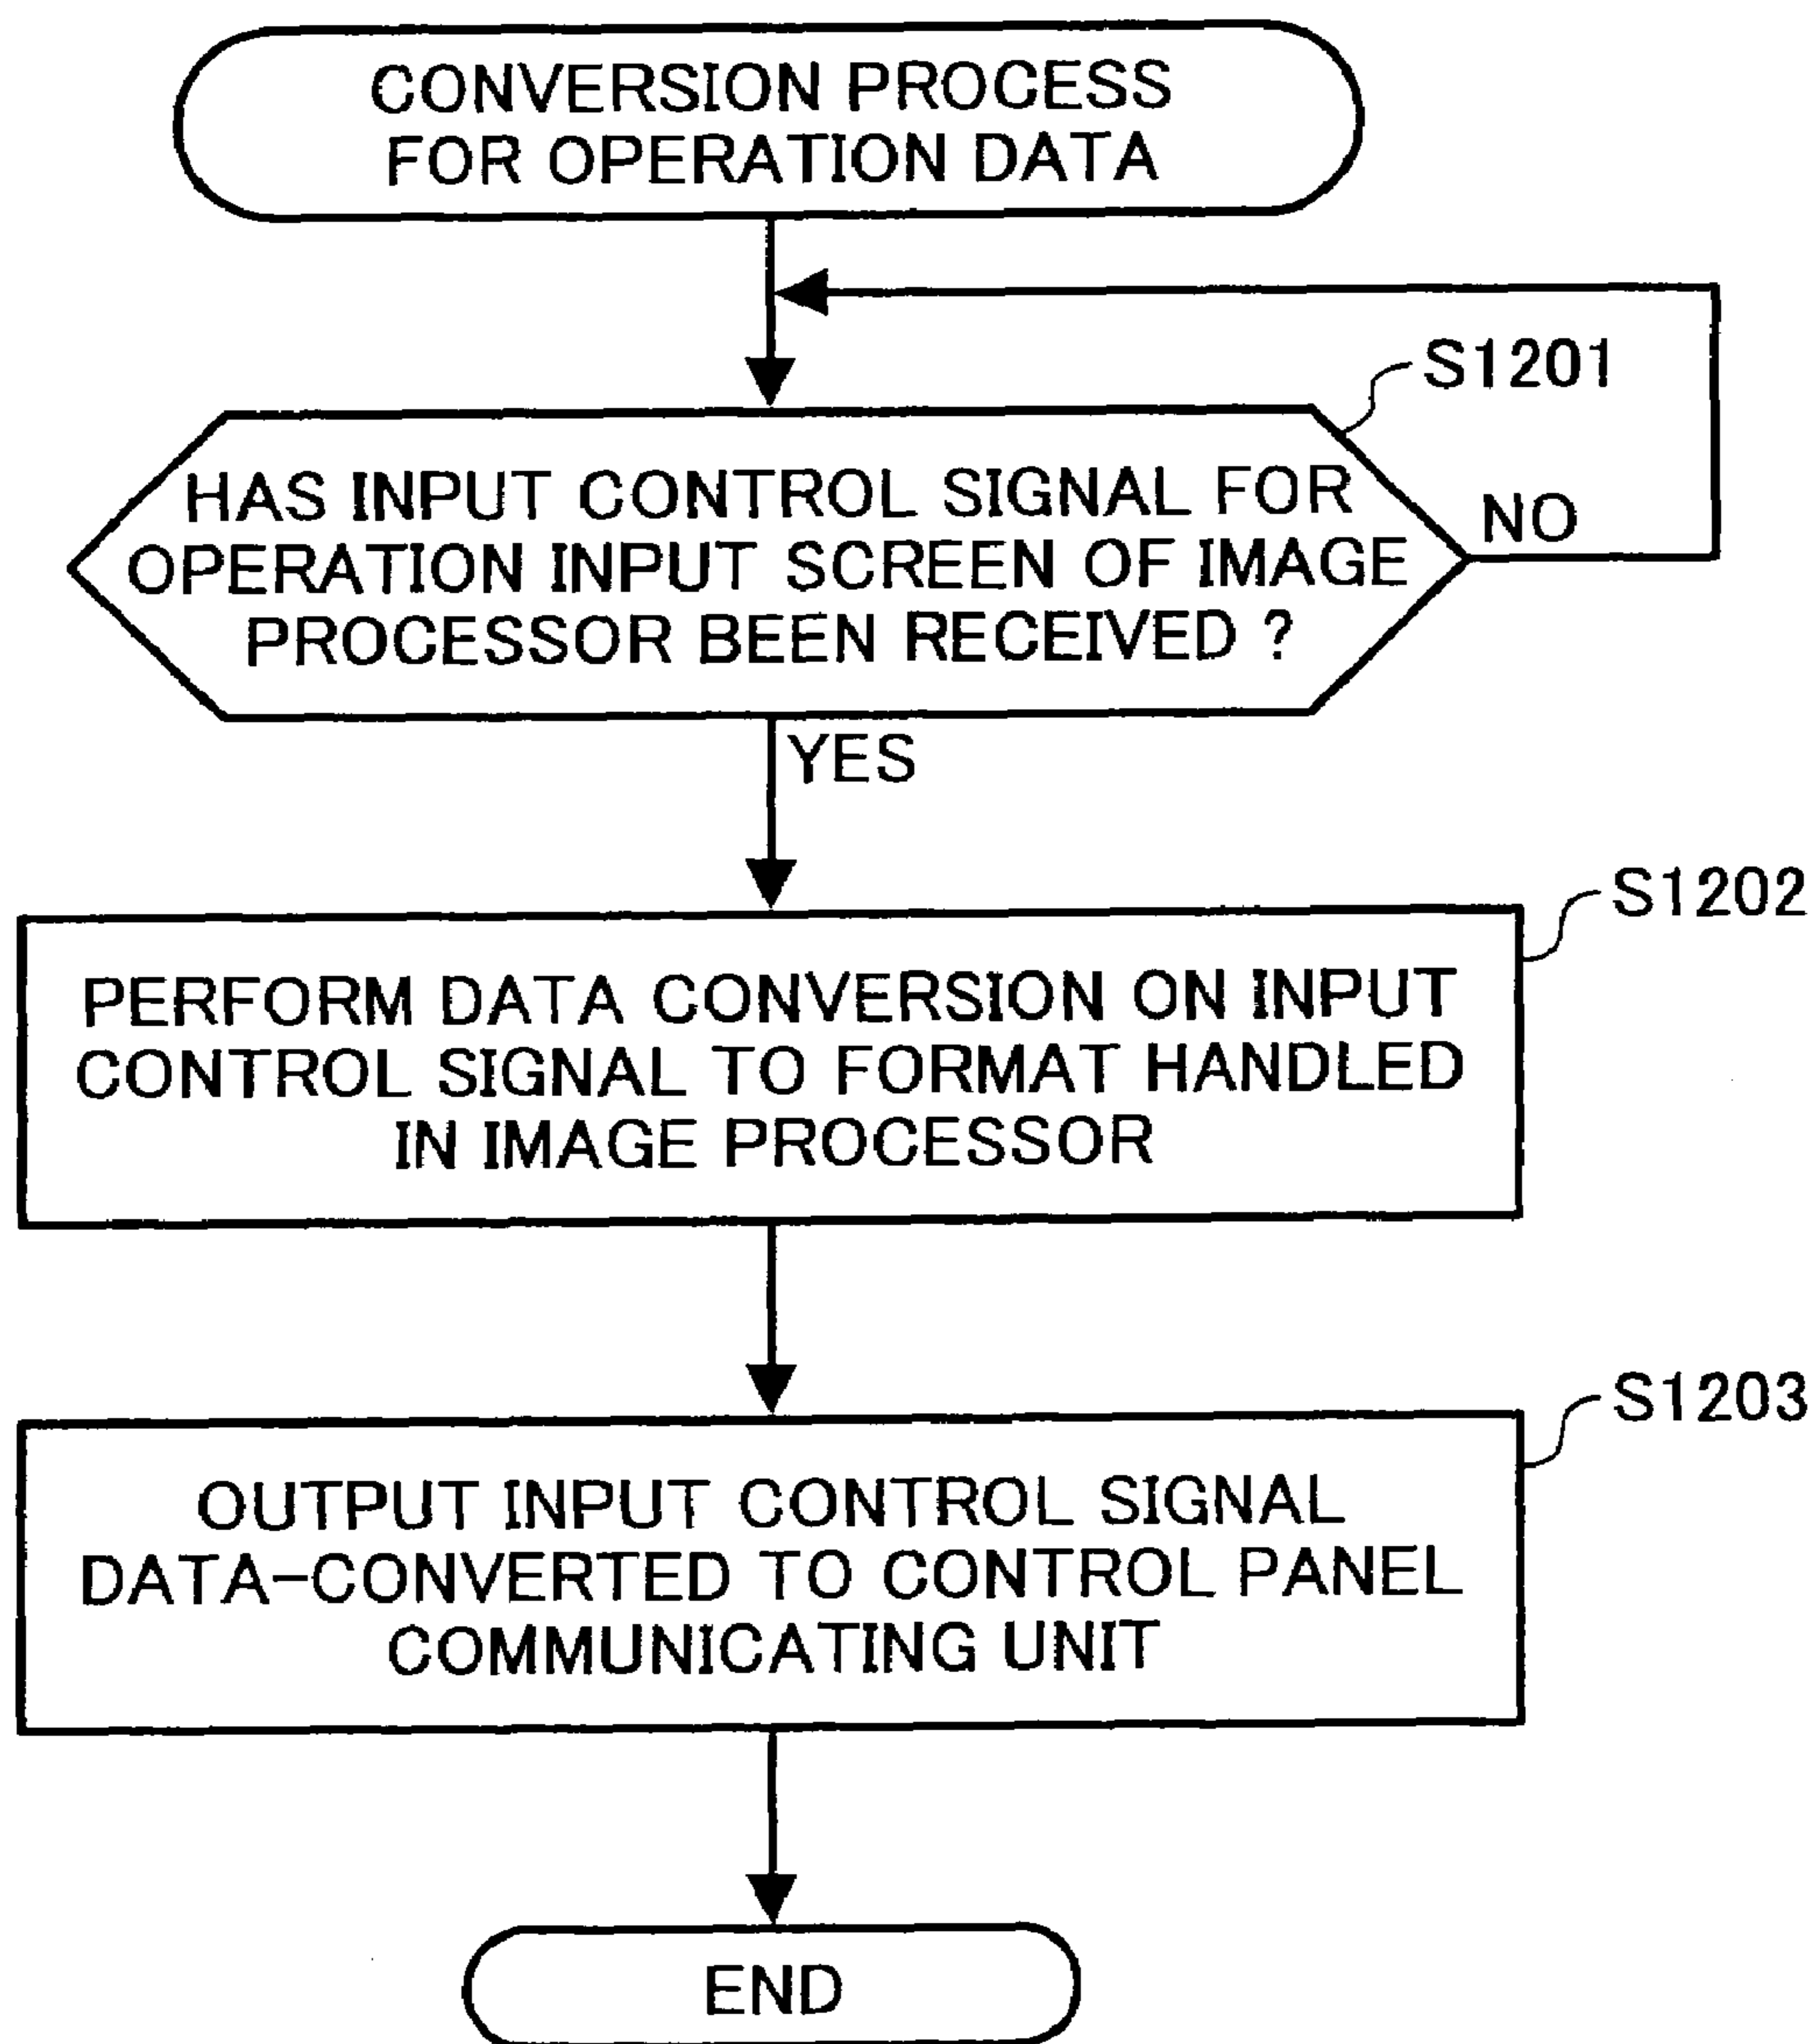 CONVERSION PROCESS
FOR OPERATION DATA
S1201
HAS INPUT CONTROL SIGNAL FOR
OPERATION INPUT SCREEN OF IMAGE
PROCESSOR BEEN RECEIVED ?
NO
YES
S1202
PERFORM DATA CONVERSION ON INPUT
CONTROL SIGNAL TO FORMAT HANDLED
IN IMAGE PROCESSOR
S1203
OUTPUT INPUT CONTROL SIGNAL
DATA-CONVERTED TO CONTROL PANEL
COMMUNICATING UNIT
END